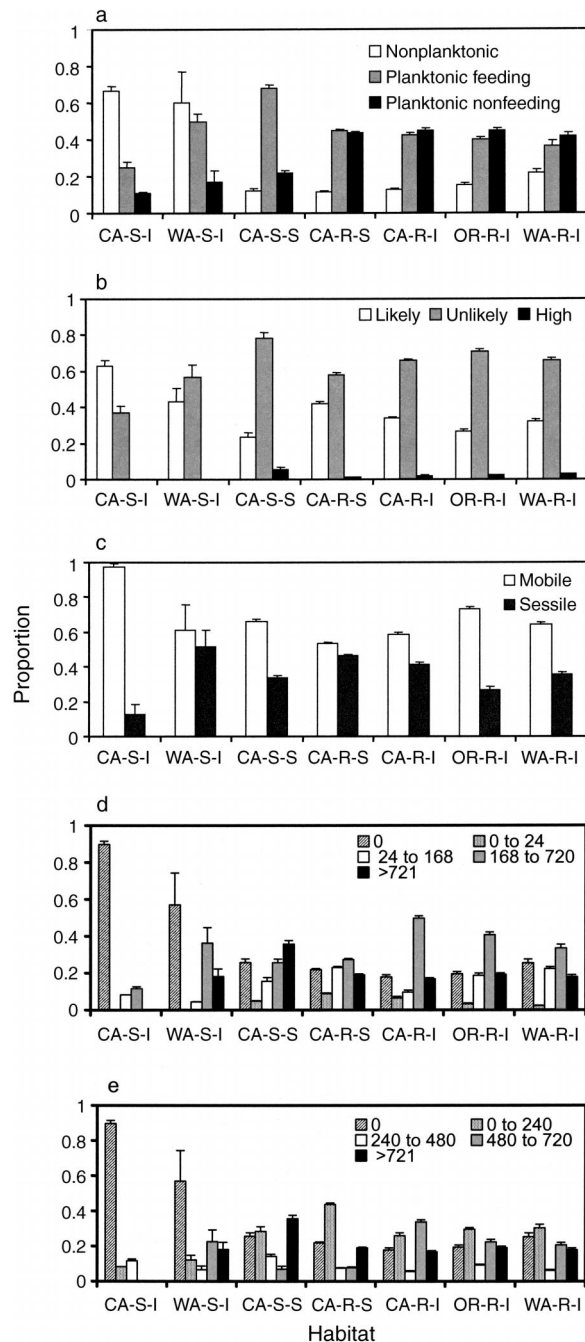 a
1
0.8
0.6
0.4
0.2
0
Nonplanktonic
Planktonic feeding
Planktonic nonfeeding
CA-S-I WA-S-I CA-S-S CA-R-S CA-R-I OR-R-I WA-R-I
b
1
0.8
0.6
0.4
0.2
0
Likely Unlikely High
CA-S-I WA-S-I CA-S-S CA-R-S CA-R-I OR-R-I WA-R-I
c
1
0.8
0.6
0.4
0.2
0
Mobile
Sessile
CA-S-I WA-S-I CA-S-S CA-R-S CA-R-I OR-R-I WA-R-I
Proportion
d
1
0.8
0.6
0.4
0.2
0
0 0 to 24
24 to 168 168 to 720
>721
CA-S-I WA-S-I CA-S-S CA-R-S CA-R-I OR-R-I WA-R-I
e
1
0.8
0.6
0.4
0.2
0
0 0 to 240
240 to 480 480 to 720
>721
CA-S-I WA-S-I CA-S-S CA-R-S CA-R-I OR-R-I WA-R-I
Habitat